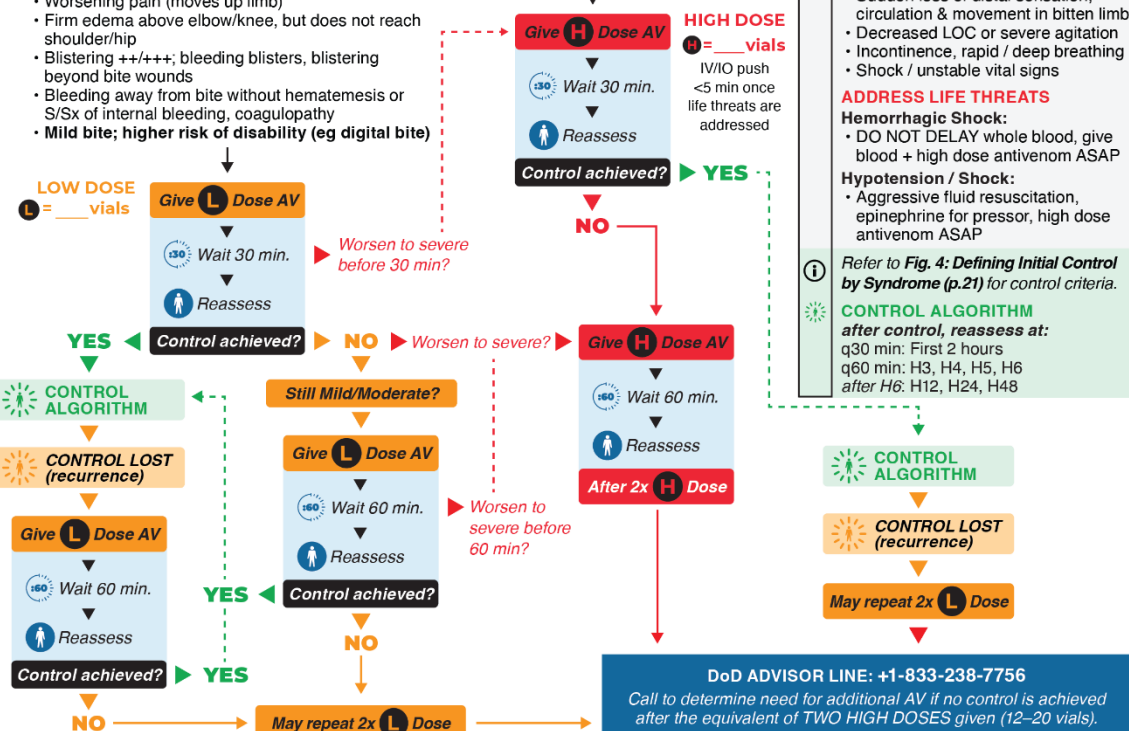 • Worsening pain (moves up limb)
• Firm edema above elbow/knee, but does not reach
shoulder/hip
• Blistering ++/+++; bleeding blisters, blistering
beyond bite wounds
• Bleeding away from bite without hematemesis or
S/Sx of internal bleeding, coagulopathy
• Mild bite; higher risk of disability (eg digital bite)
LOW DOSE
L = ___vials
Give L Dose AV
:30 Wait 30 min.
Reassess
Control achieved?
Worsen to severe
before 30 min?
YES
NO
Worsen to severe?
CONTROL
ALGORITHM
CONTROL LOST
(recurrence)
Give L Dose AV
:60 Wait 60 min.
Reassess
Control achieved?
YES
NO
Still Mild/Moderate?
Give L Dose AV
:60 Wait 60 min.
Reassess
Control achieved?
Worsen to
severe before
60 min?
YES
NO
May repeat 2x L Dose
Give H Dose AV
:30 Wait 30 min.
Reassess
Control achieved?
HIGH DOSE
H = ___vials
IV/IO push
<5 min once
life threats are
addressed
YES
NO
Give H Dose AV
:60 Wait 60 min.
Reassess
After 2x H Dose
circulation & movement in bitten limb
• Decreased LOC or severe agitation
• Incontinence, rapid / deep breathing
• Shock / unstable vital signs
ADDRESS LIFE THREATS
Hemorrhagic Shock:
• DO NOT DELAY whole blood, give
blood + high dose antivenom ASAP
Hypotension / Shock:
• Aggressive fluid resuscitation,
epinephrine for pressor, high dose
antivenom ASAP
i Refer to Fig. 4: Defining Initial Control
by Syndrome (p.21) for control criteria.
CONTROL ALGORITHM
after control, reassess at:
q30 min: First 2 hours
q60 min: H3, H4, H5, H6
after H6: H12, H24, H48
CONTROL
ALGORITHM
CONTROL LOST
(recurrence)
May repeat 2x L Dose
DoD ADVISOR LINE: +1-833-238-7756
Call to determine need for additional AV if no control is achieved
after the equivalent of TWO HIGH DOSES given (12–20 vials).